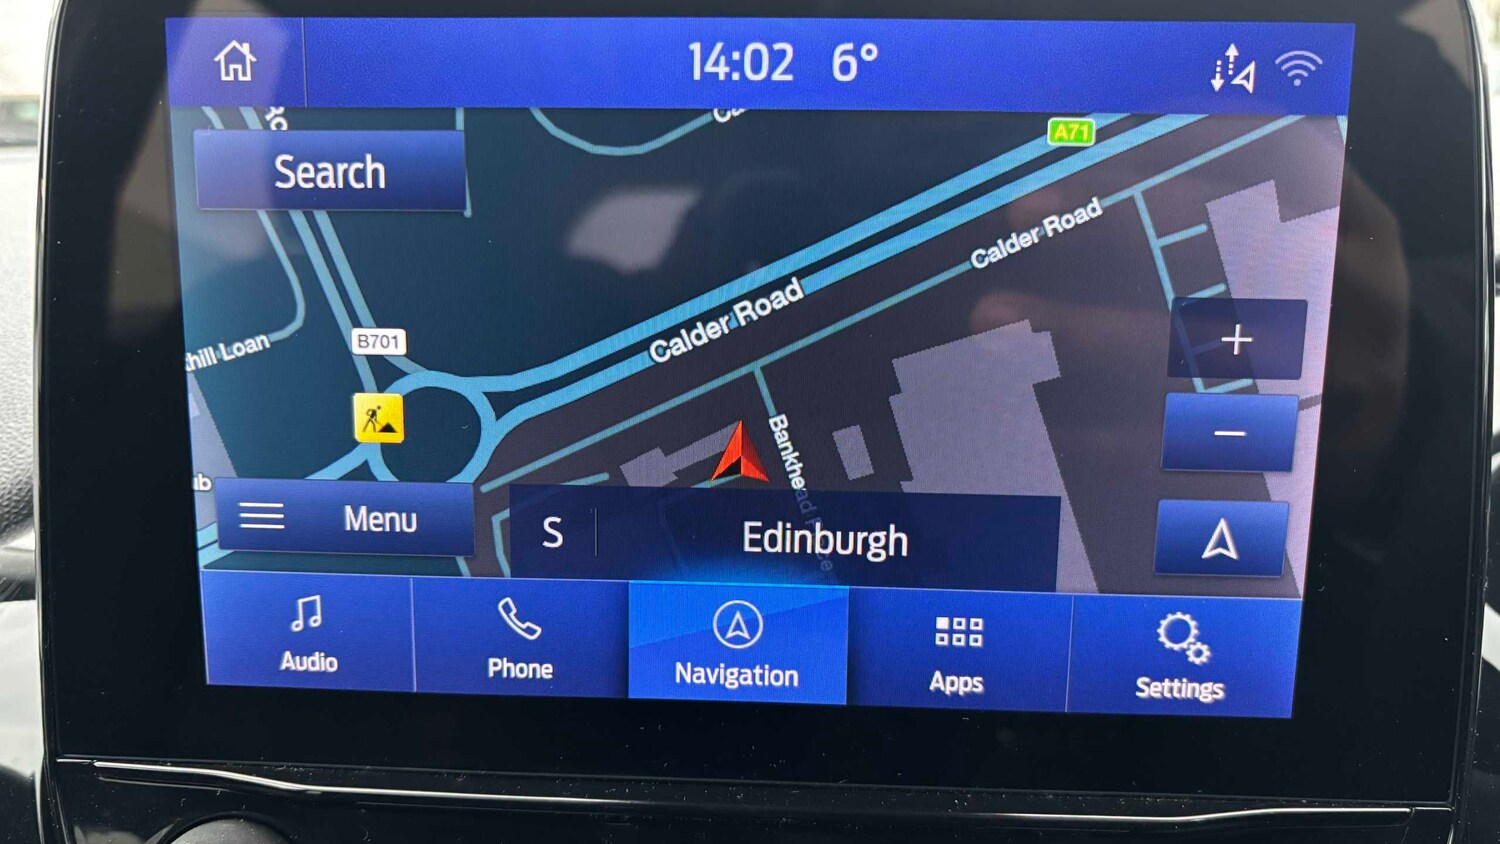 14:02 6°
Search
A71
Calder Road
Calder Road
B701
hill Loan
Bankhead
Menu
S Edinburgh
+
−
Audio
Phone
Navigation
Apps
Settings